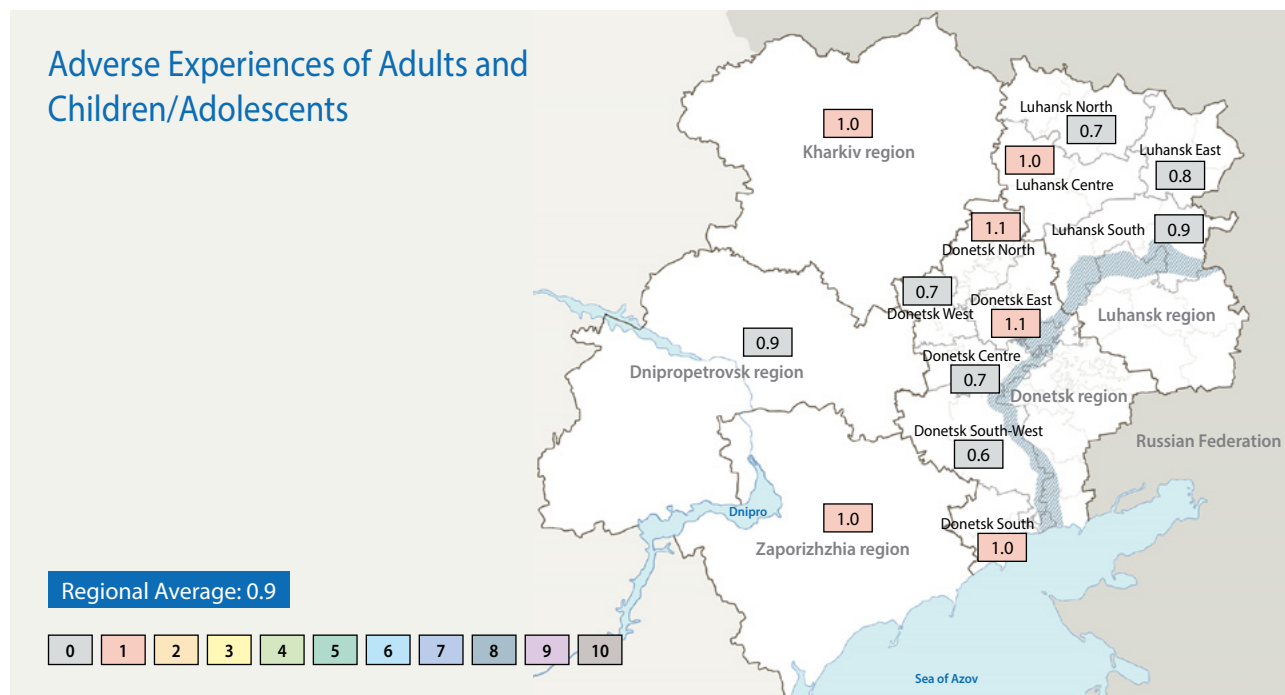 Adverse Experiences of Adults and
Children/Adolescents
1.0
Kharkiv region
Luhansk North
0.7
Luhansk East
0.8
1.0
Luhansk Centre
1.1
Donetsk North
Luhansk South
0.9
0.7
Donetsk West
Donetsk East
1.1
Luhansk region
0.9
Dnipropetrovsk region
Donetsk Centre
0.7
Donetsk region
Donetsk South-West
0.6
Russian Federation
Dnipro
1.0
Zaporizhzhia region
Donetsk South
1.0
Regional Average: 0.9
0 1 2 3 4 5 6 7 8 9 10
Sea of Azov